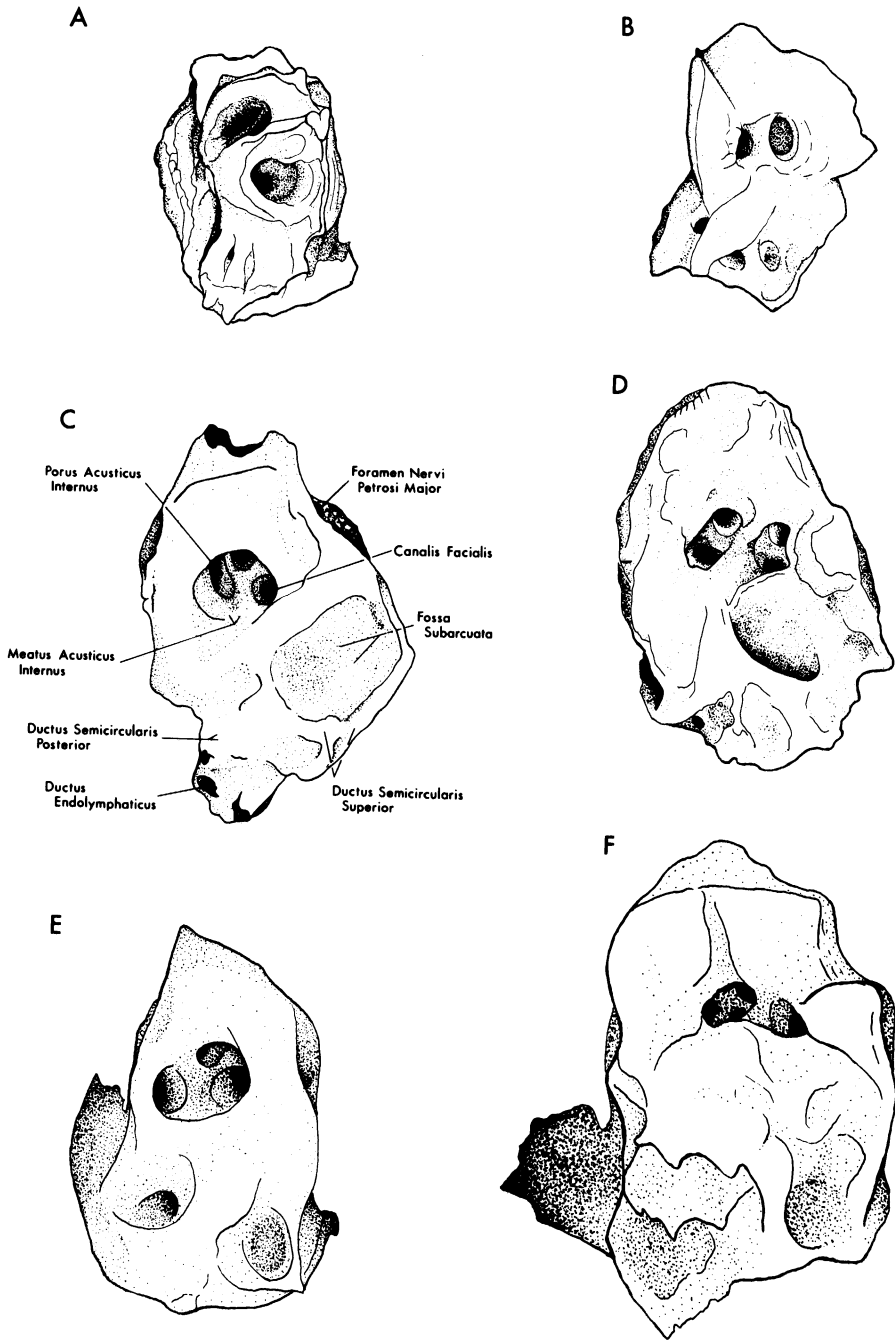 A
B
C
D
Porus Acusticus
Internus
Foramen Nervi
Petrosi Major
Canalis Facialis
Fossa
Subarcuata
Meatus Acusticus
Internus
Ductus Semicircularis
Posterior
Ductus
Endolymphaticus
Ductus Semicircularis
Superior
E
F